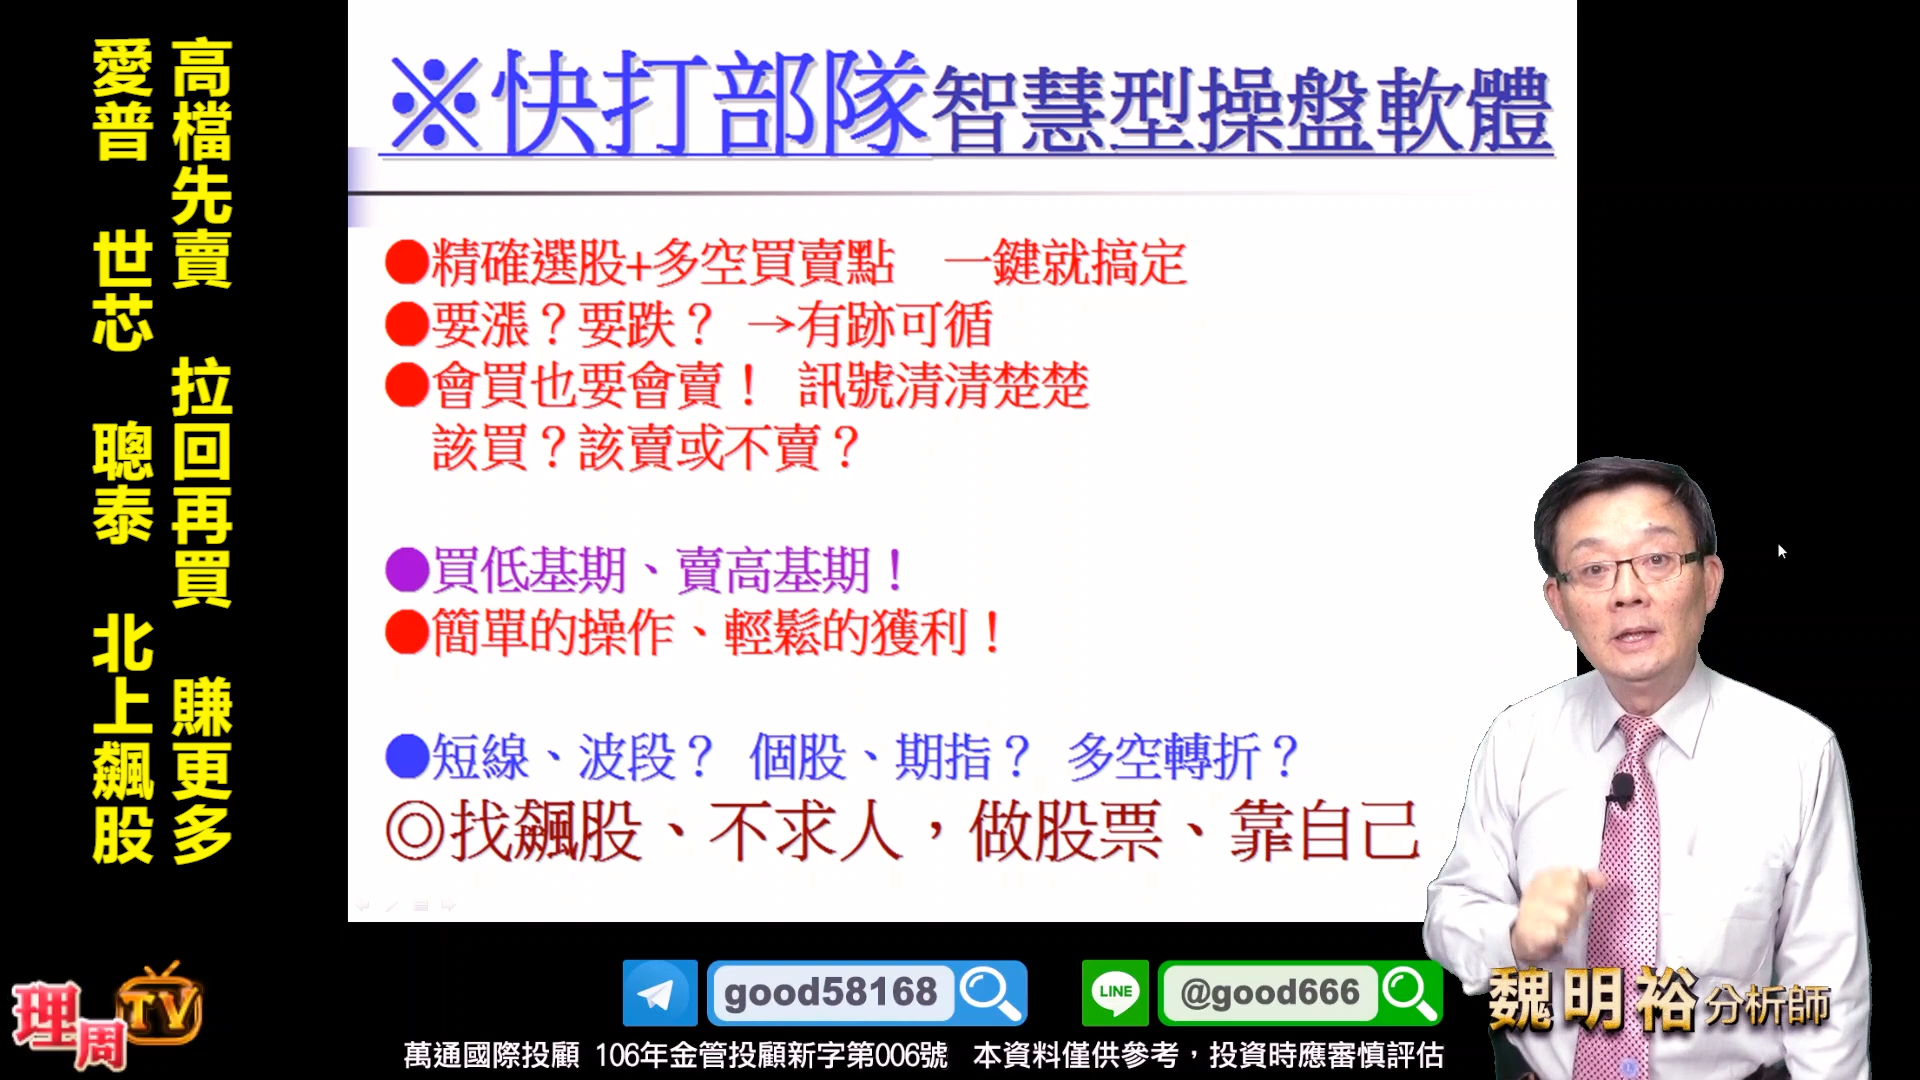 高檔先賣 拉回再買 賺更多
愛普 世芯 聰泰 北上飆股
※快打部隊智慧型操盤軟體
●精確選股+多空買賣點 一鍵就搞定
●要漲？要跌？ →有跡可循
●會買也要會賣！ 訊號清清楚楚
該買？該賣或不賣？
●買低基期、賣高基期！
●簡單的操作、輕鬆的獲利！
●短線、波段？ 個股、期指？ 多空轉折？
◎找飆股、不求人，做股票、靠自己
理周TV
good58168
LINE
@good666
魏明裕分析師
萬通國際投顧 106年金管投顧新字第006號 本資料僅供參考，投資時應審慎評估